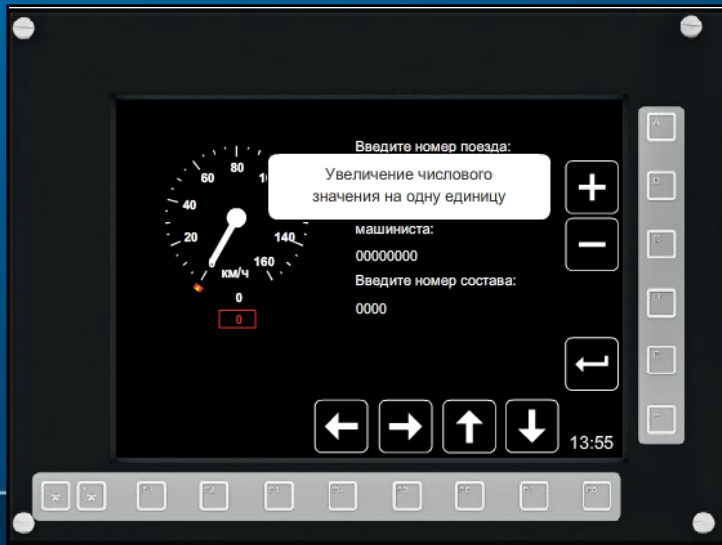 Введите номер поезда:
Увеличение числового
значения на одну единицу
машиниста:
00000000
Введите номер состава:
0000
20
40
60
80
140
160
км/ч
0
0
13:55
A
B
D